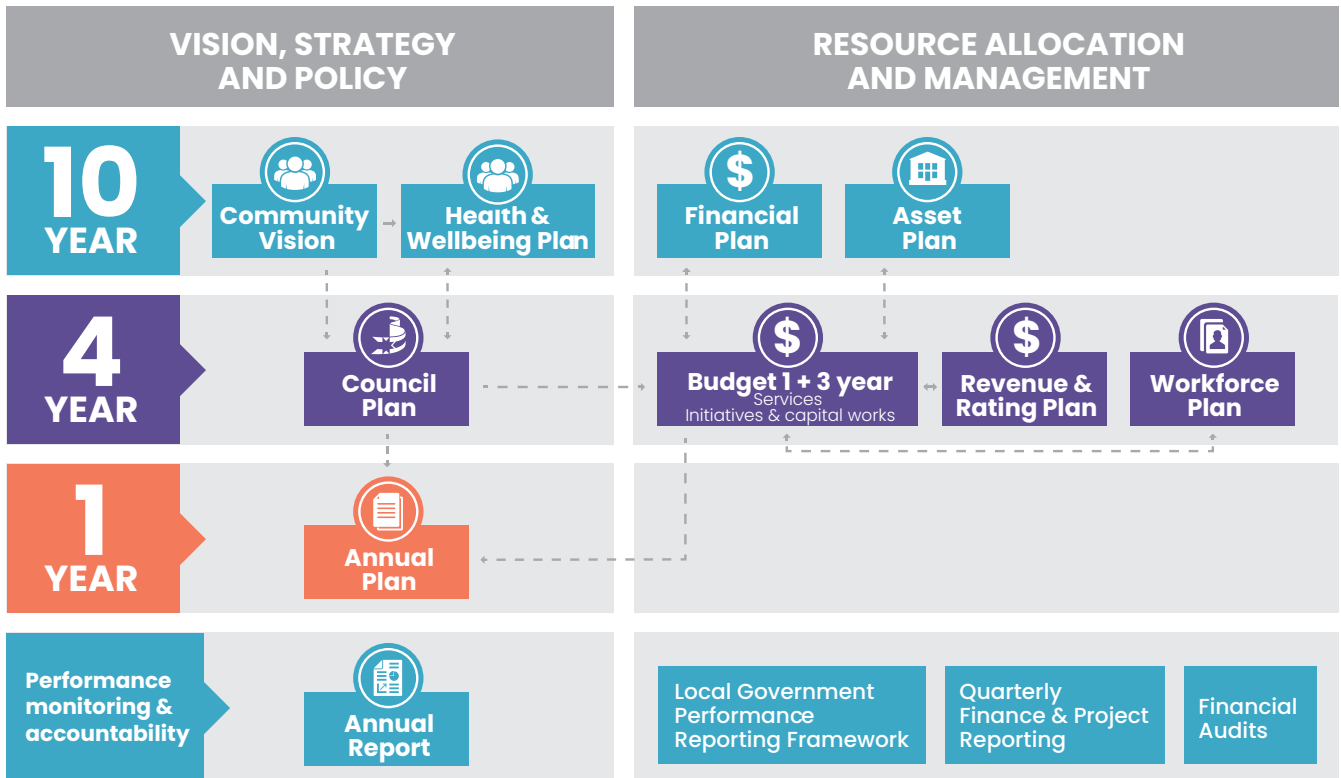 VISION, STRATEGY
AND POLICY
RESOURCE ALLOCATION
AND MANAGEMENT
10
YEAR
Community
Vision
Health &
Wellbeing Plan
$
Financial
Plan
Asset
Plan
4
YEAR
Council
Plan
$
Budget 1 + 3 year
Services
Initiatives & capital works
$
Revenue &
Rating Plan
Workforce
Plan
1
YEAR
Annual
Plan
Performance
monitoring &
accountability
Annual
Report
Local Government
Performance
Reporting Framework
Quarterly
Finance & Project
Reporting
Financial
Audits